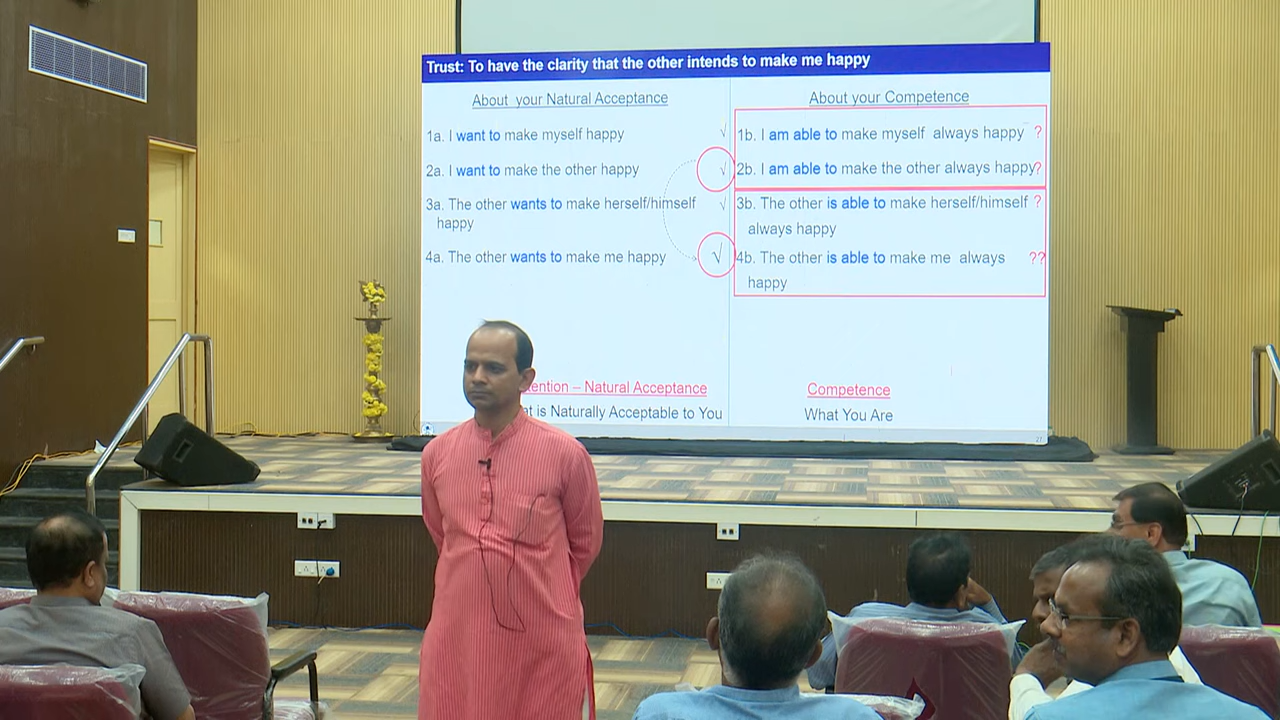 Trust: To have the clarity that the other intends to make me happy
About your Natural Acceptance
1a. I want to make myself happy √
2a. I want to make the other happy √
3a. The other wants to make herself/himself √
happy
4a. The other wants to make me happy √
About your Competence
1b. I am able to make myself always happy ?
2b. I am able to make the other always happy?
3b. The other is able to make herself/himself ?
always happy
4b. The other is able to make me always ??
happy
tention – Natural Acceptance
at is Naturally Acceptable to You
Competence
What You Are